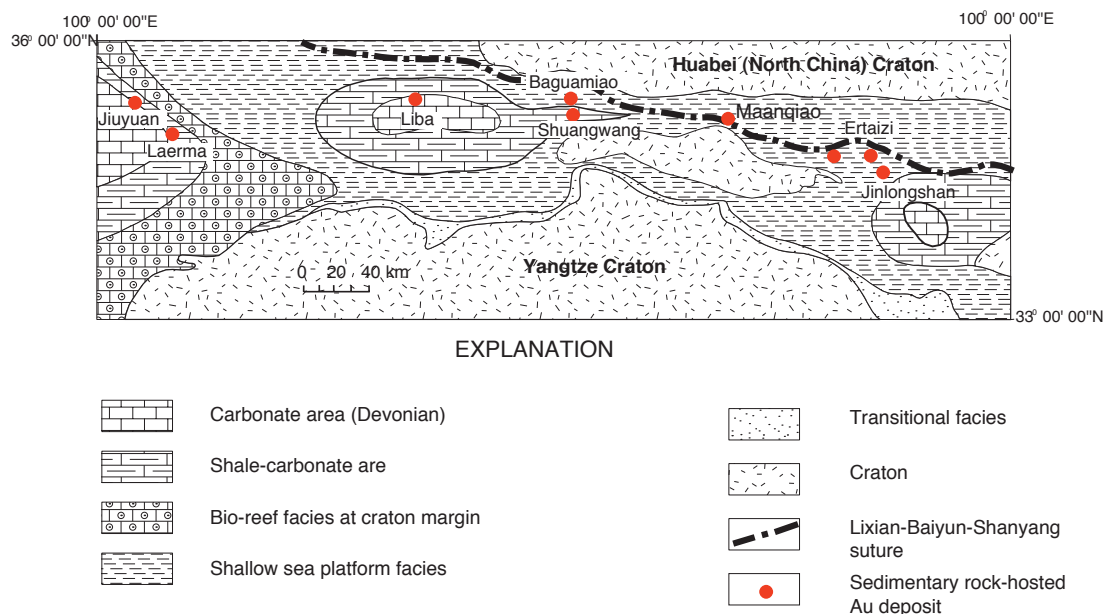 100° 00' 00"E
100° 00' 00"E
36° 00' 00"N
Huabei (North China) Craton
Baguamiao
Maanqiao
Jiuyuan
Liba
Shuangwang
Ertaizi
Laerma
Jinlongshan
Yangtze Craton
0 20 40 km
33° 00' 00"N
EXPLANATION
Carbonate area (Devonian)
Shale-carbonate are
Bio-reef facies at craton margin
Shallow sea platform facies
Transitional facies
Craton
Lixian-Baiyun-Shanyang
suture
Sedimentary rock-hosted
Au deposit